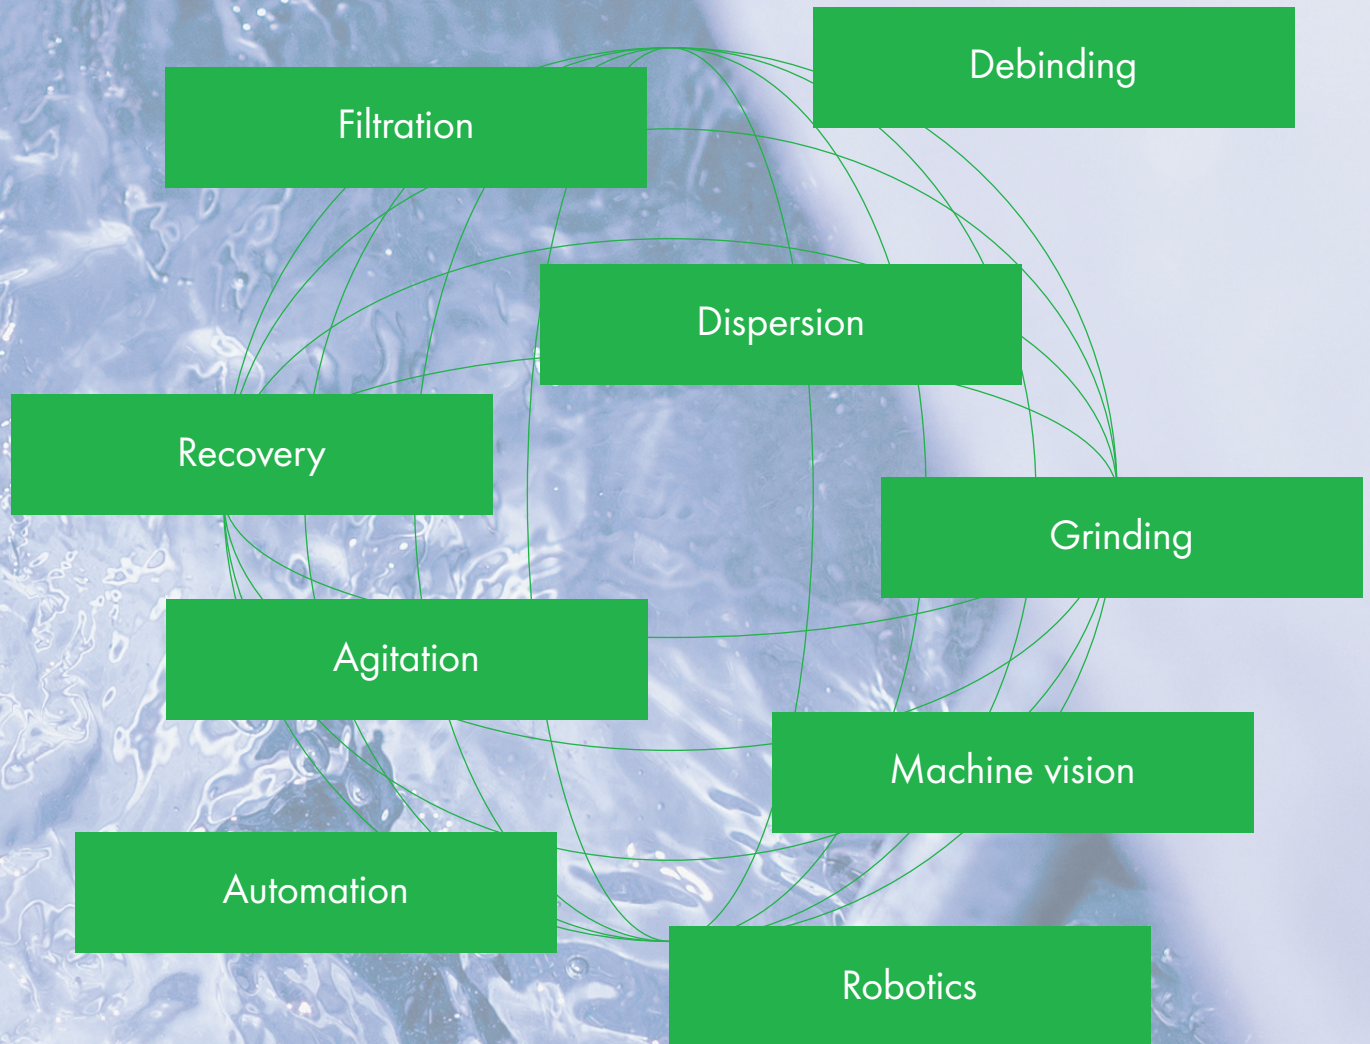 Debinding
Filtration
Dispersion
Recovery
Grinding
Agitation
Machine vision
Automation
Robotics